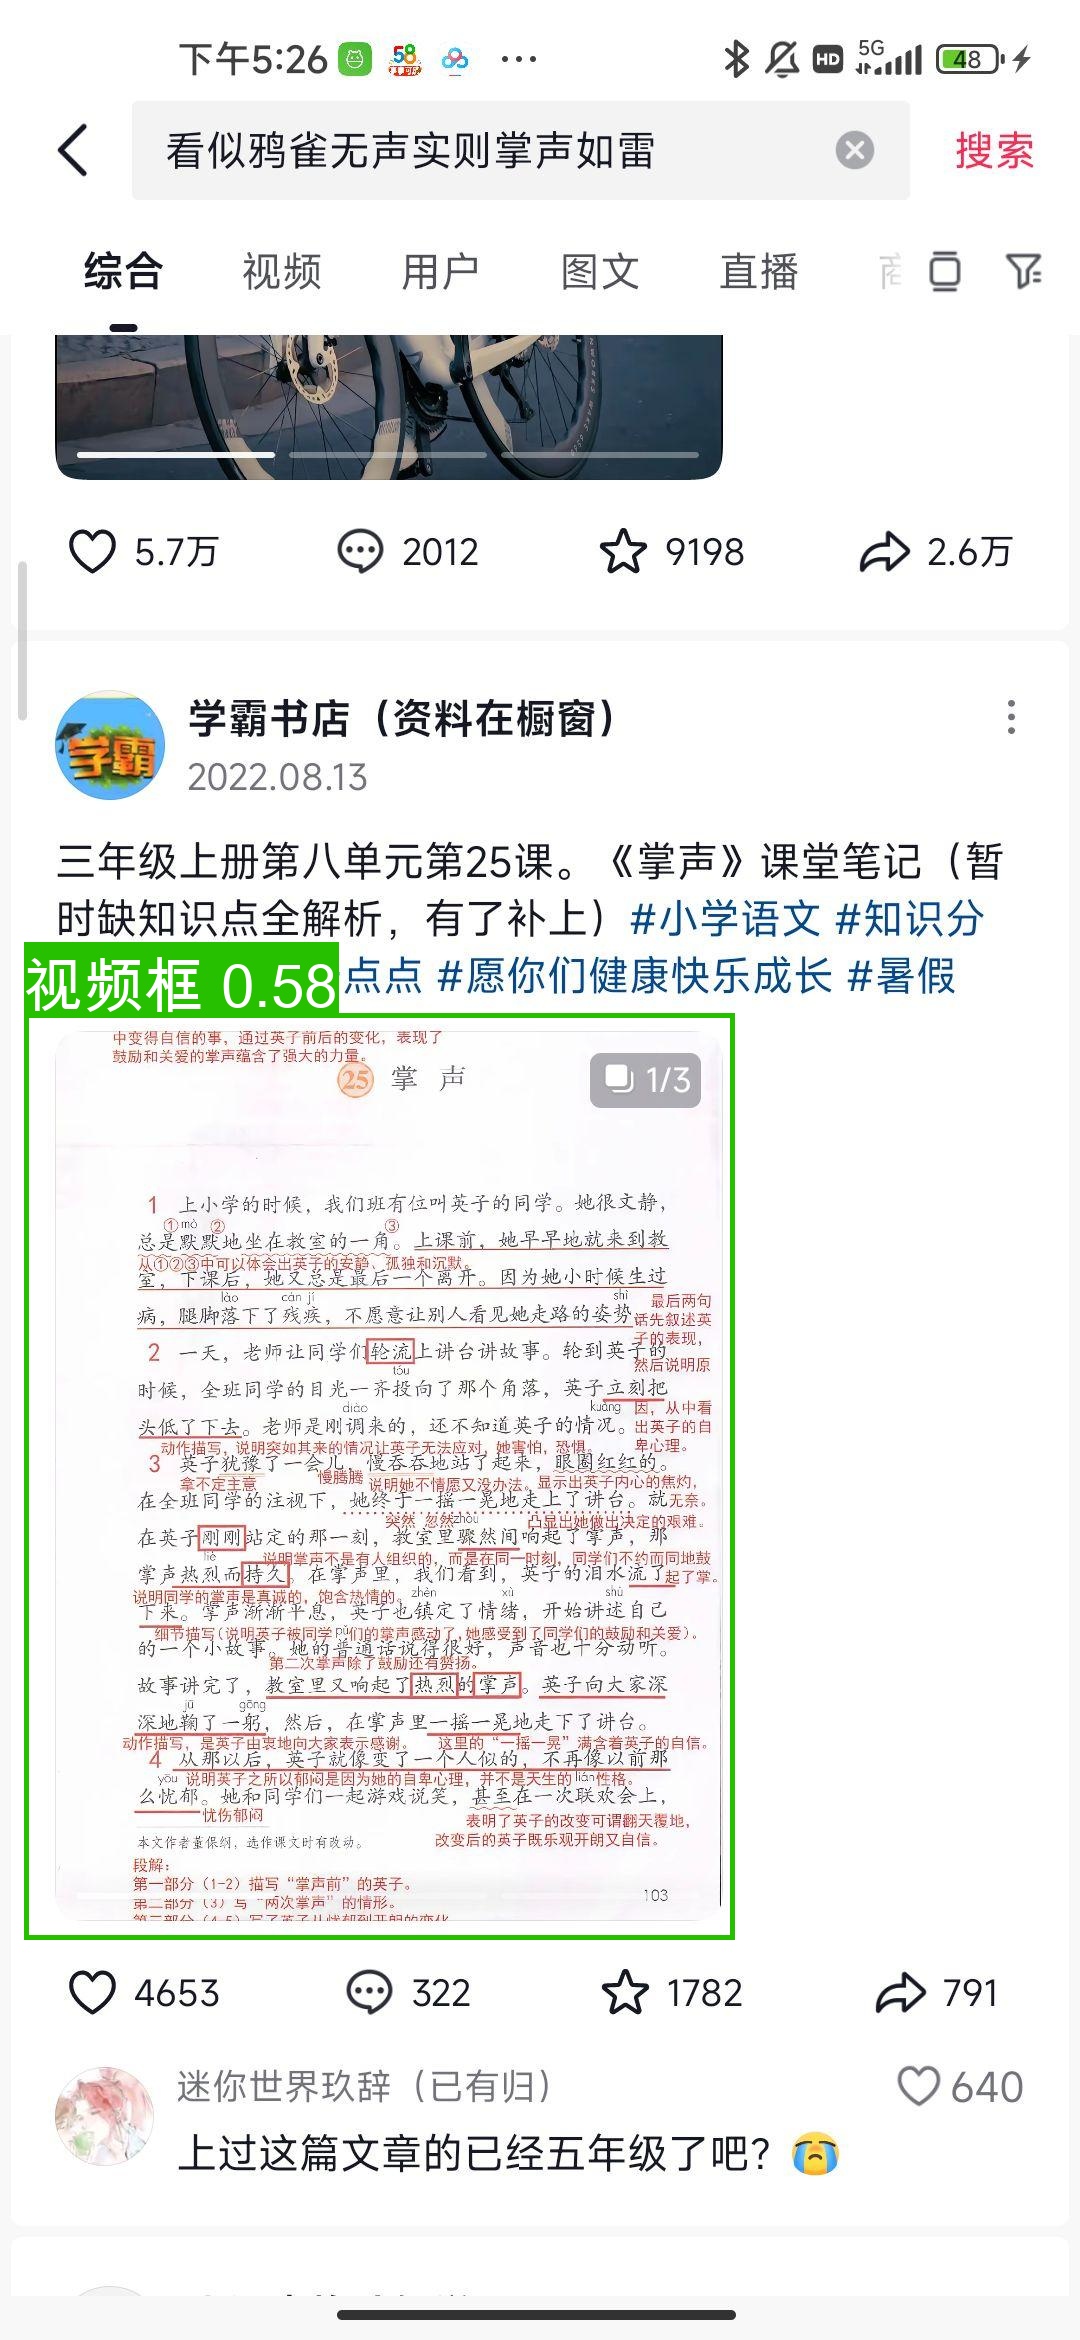 下午5:26
58
HD
5G
48
看似鸦雀无声实则掌声如雷
搜索
综合
视频
用户
图文
直播
5.7万
2012
9198
2.6万
学霸书店（资料在橱窗）
学霸
2022.08.13
三年级上册第八单元第25课。《掌声》课堂笔记（暂
时缺知识点全解析，有了补上）#小学语文 #知识分
点点 #愿你们健康快乐成长 #暑假
视频框 0.58
中变得自信的事，通过英子前后的变化，表现了
鼓励和关爱的掌声蕴含了强大的力量。
25 掌 声
1/3
1 上小学的时候，我们班有位叫英子的同学。她很文静，
①mò ② ③
总是默默地坐在教室的一角。上课前，她早早地就来到教
从①②③中可以体会出英子的安静、孤独和沉默。
室，下课后，她又总是最后一个离开。因为她小时候生过
lào cán jí shì
病，腿脚落下了残疾，不愿意让别人看见她走路的姿势。
最后两句
话先叙述英
子的表现，
然后说明原
因，从中看
出英子的自
卑心理。
2 一天，老师让同学们轮流上讲台讲故事。轮到英子的
tóu
时候，全班同学的目光一齐投向了那个角落，英子立刻把
diào kuàng
头低了下去。老师是刚调来的，还不知道英子的情况。
动作描写，说明突如其来的情况让英子无法应对，她害怕，恐惧。
3 英子犹豫了一会儿，慢吞吞地站了起来，眼圈红红的。
拿不定主意 慢腾腾 说明她不情愿又没办法。显示出英子内心的焦灼，
无奈。
在全班同学的注视下，她终于一摇一晃地走上了讲台。就
突然 忽然zhòu 凸显出她做出决定的艰难。
在英子刚刚站定的那一刻，教室里骤然间响起了掌声，那
liè 说明掌声不是有人组织的，而是在同一时刻，同学们不约而同地鼓
起了掌。
掌声热烈而持久。在掌声里，我们看到，英子的泪水流了
说明同学的掌声是真诚的，饱含热情的。zhèn xù shù
下来。掌声渐渐平息，英子也镇定了情绪，开始讲述自己
细节描写（说明英子被同学pǔ们的掌声感动了，她感受到了同学们的鼓励和关爱）。
的一个小故事。她的普通话说得很好，声音也十分动听。
第二次掌声除了鼓励还有赞扬。
故事讲完了，教室里又响起了热烈的掌声。英子向大家深
jū gōng
深地鞠了一躬，然后，在掌声里一摇一晃地走下了讲台。
动作描写，是英子由衷地向大家表示感谢。 这里的“一摇一晃”满含着英子的自信。
4 从那以后，英子就像变了一个人似的，不再像以前那
yōu 说明英子之所以郁闷是因为她的自卑心理，并不是天生的lián性格。
么忧郁。她和同学们一起游戏说笑，甚至在一次联欢会上，
忧伤郁闷
表明了英子的改变可谓翻天覆地，
改变后的英子既乐观开朗又自信。
本文作者董保纲，选作课文时有改动。
段解：
第一部分（1-2）描写“掌声前”的英子。
第二部分（3）写“两次掌声”的情形。
第三部分（4-5）写了英子从忧郁到开朗的变化
103
4653
322
1782
791
迷你世界玖辞（已有归）
640
上过这篇文章的已经五年级了吧？